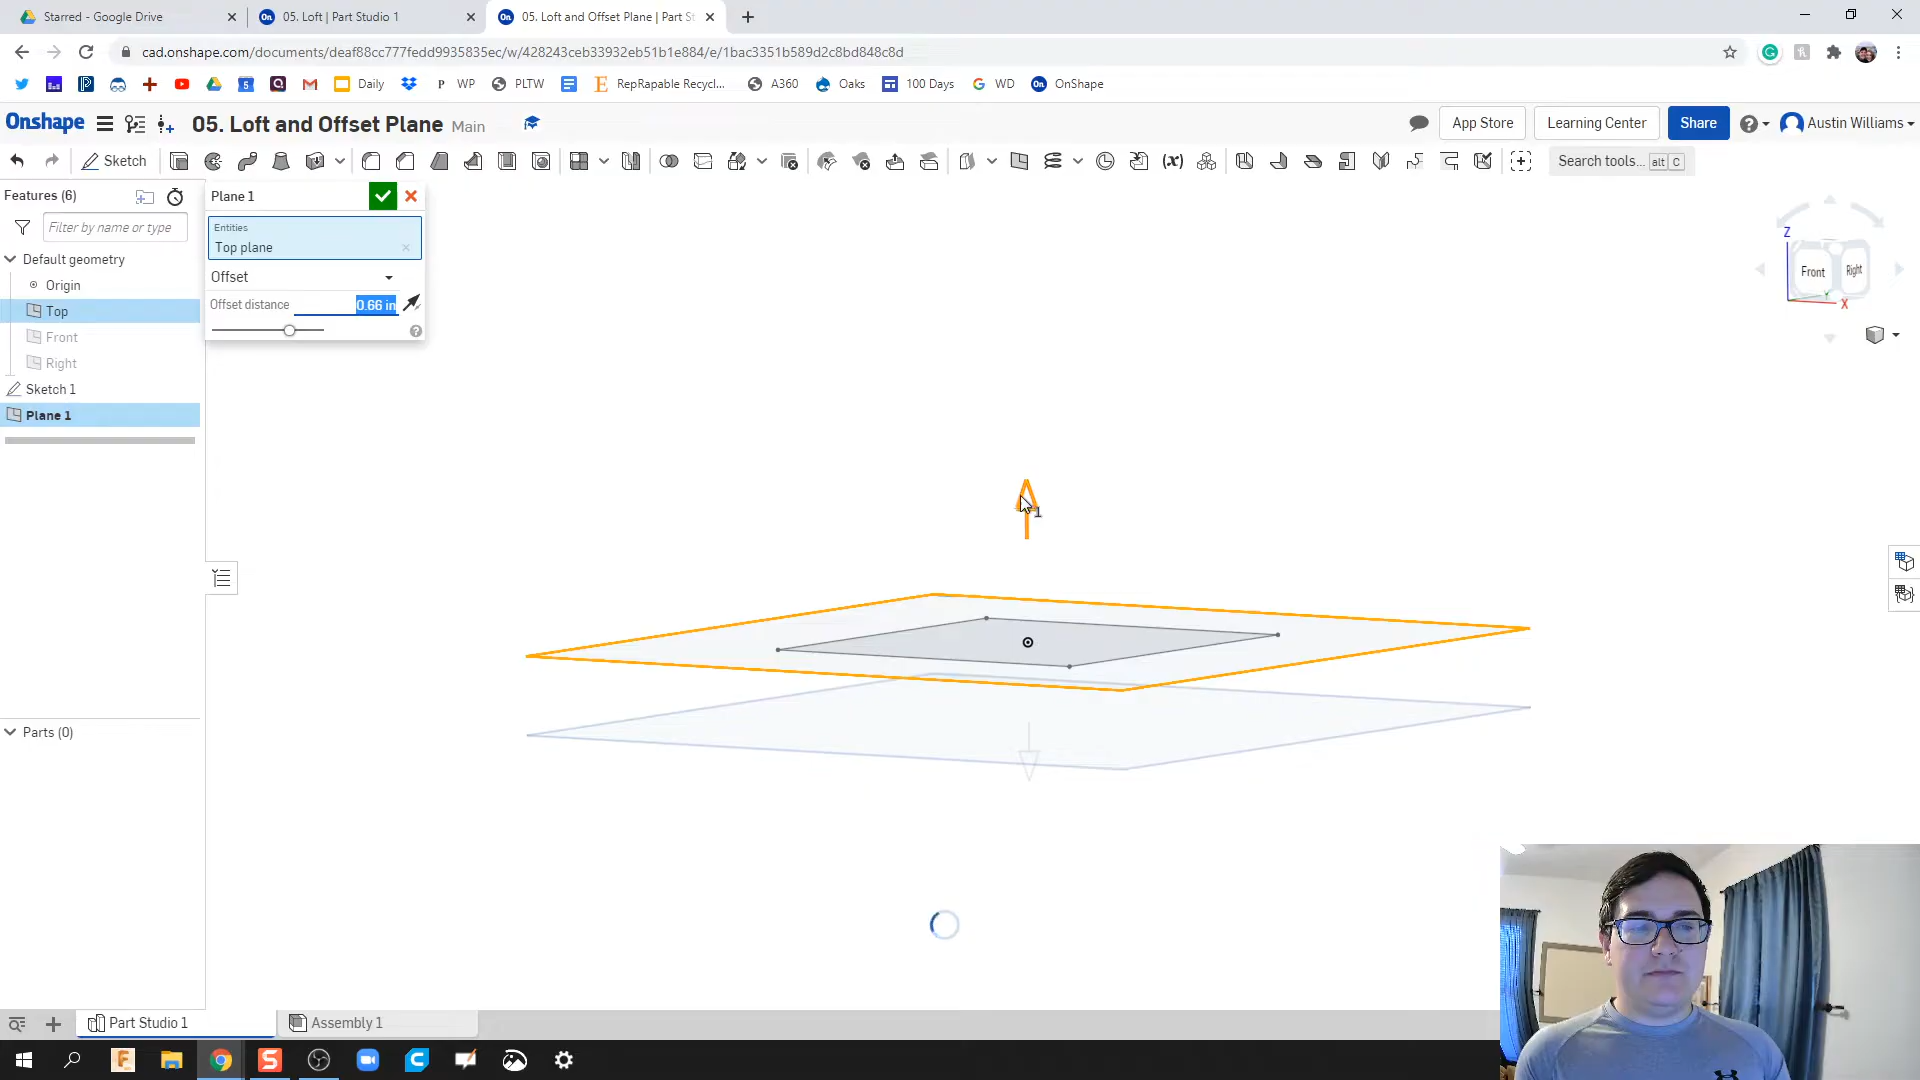 Starred - Google Drive
05. Loft | Part Studio 1
05. Loft and Offset Plane | Part St
cad.onshape.com/documents/deaf88cc777fedd9935835ec/w/428243ceb33932eb51b1e884/e/1bac3351b589d2c8bd848c8d
Daily
P WP
PLTW
RepRapable Recycl...
A360
Oaks
100 Days
WD
OnShape
Onshape
05. Loft and Offset Plane Main
App Store
Learning Center
Share
Austin Williams
Sketch
Search tools... alt C
Features (6)
Filter by name or type
Default geometry
Origin
Top
Front
Right
Sketch 1
Plane 1
Plane 1
Entities
Top plane
Offset
Offset distance 0.66 in
1
Z
Front
Right
X
Parts (0)
Part Studio 1
Assembly 1